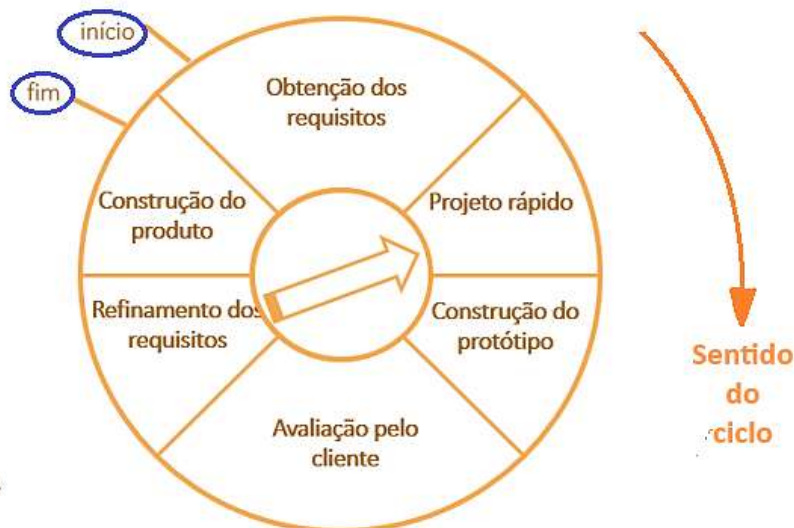 início
fim
Obtenção dos
requisitos
Projeto rápido
Construção do
protótipo
Avaliação pelo
cliente
Refinamento dos
requisitos
Construção do
produto
Sentido
do
ciclo